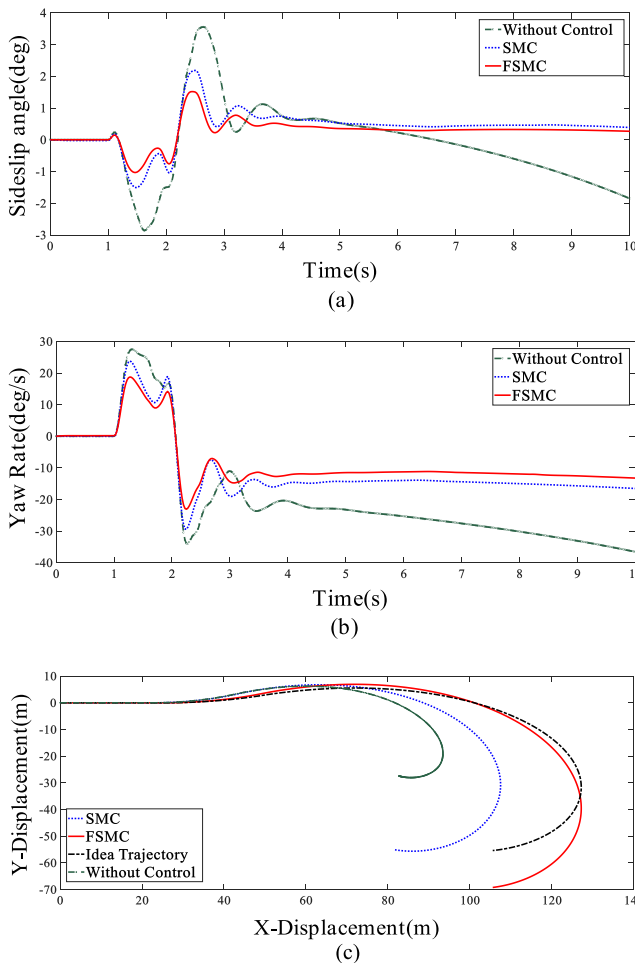 4
3
2
1
0
-1
-2
-3
Sideslip angle(deg)
Without Control
SMC
FSMC
0 1 2 3 4 5 6 7 8 9 10
Time(s)
(a)
30
20
10
0
-10
-20
-30
-40
Yaw Rate(deg/s)
Without Control
SMC
FSMC
0 1 2 3 4 5 6 7 8 9 10
Time(s)
(b)
10
0
-10
-20
-30
-40
-50
-60
-70
Y-Displacement(m)
SMC
FSMC
Idea Trajectory
Without Control
0 20 40 60 80 100 120 140
X-Displacement(m)
(c)